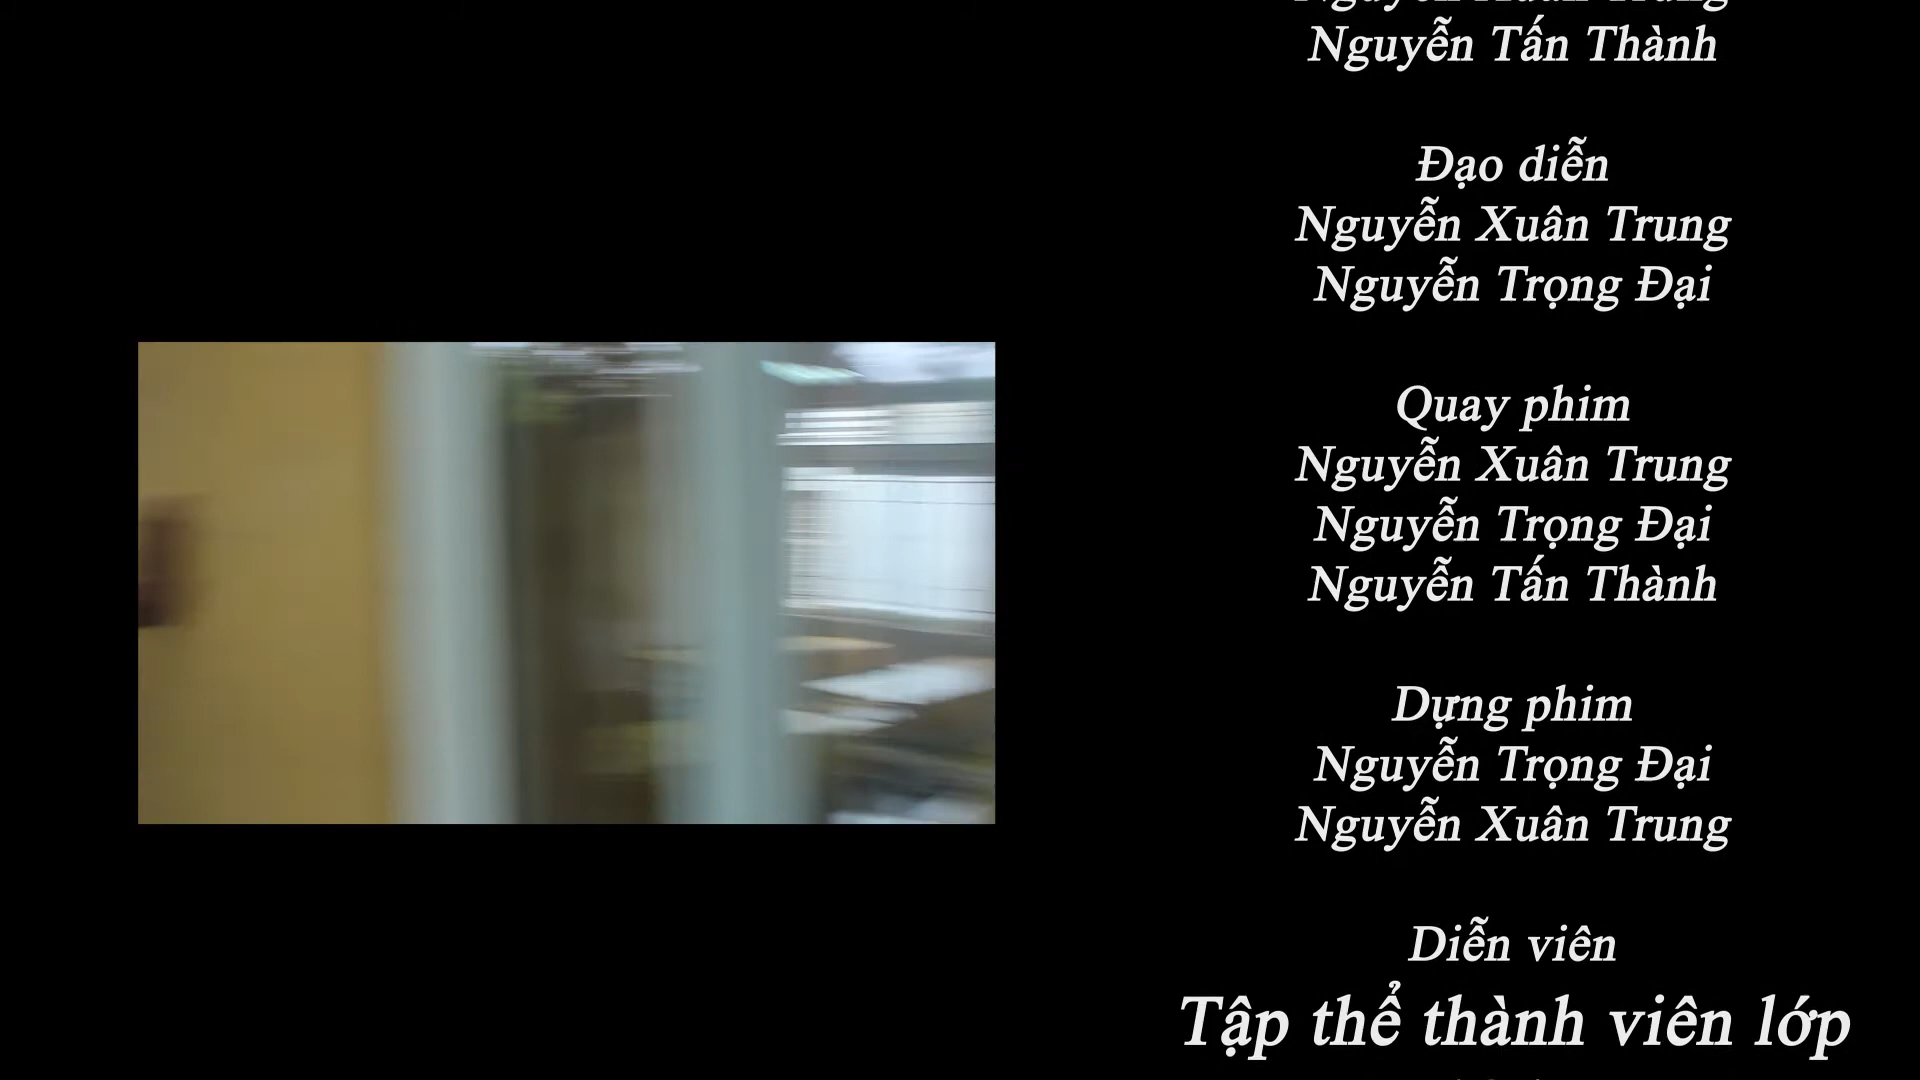 Nguyễn Tấn Thành
Đạo diễn
Nguyễn Xuân Trung
Nguyễn Trọng Đại
Quay phim
Nguyễn Xuân Trung
Nguyễn Trọng Đại
Nguyễn Tấn Thành
Dựng phim
Nguyễn Trọng Đại
Nguyễn Xuân Trung
Diễn viên
Tập thể thành viên lớp